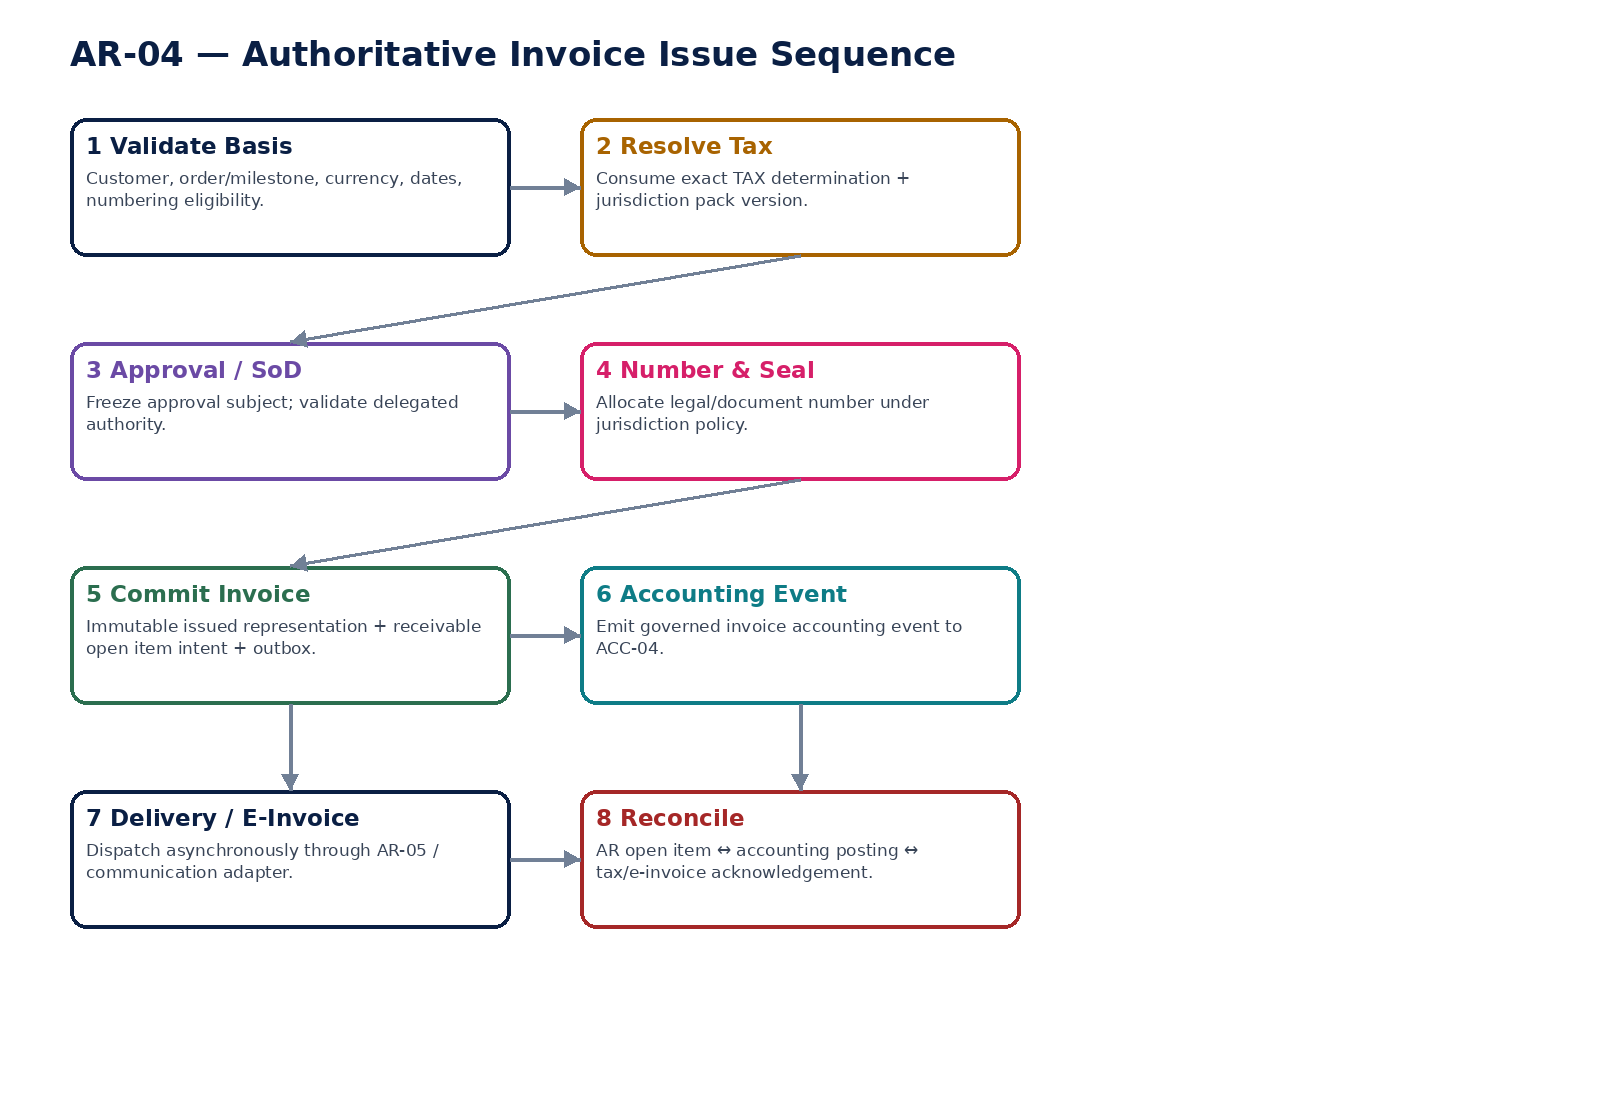 AR-04 — Authoritative Invoice Issue Sequence
1 Validate Basis
Customer, order/milestone, currency, dates,
numbering eligibility.
2 Resolve Tax
Consume exact TAX determination +
jurisdiction pack version.
3 Approval / SoD
Freeze approval subject; validate delegated
authority.
4 Number & Seal
Allocate legal/document number under
jurisdiction policy.
5 Commit Invoice
Immutable issued representation + receivable
open item intent + outbox.
6 Accounting Event
Emit governed invoice accounting event to
ACC-04.
7 Delivery / E-Invoice
Dispatch asynchronously through AR-05 /
communication adapter.
8 Reconcile
AR open item ↔ accounting posting ↔
tax/e-invoice acknowledgement.